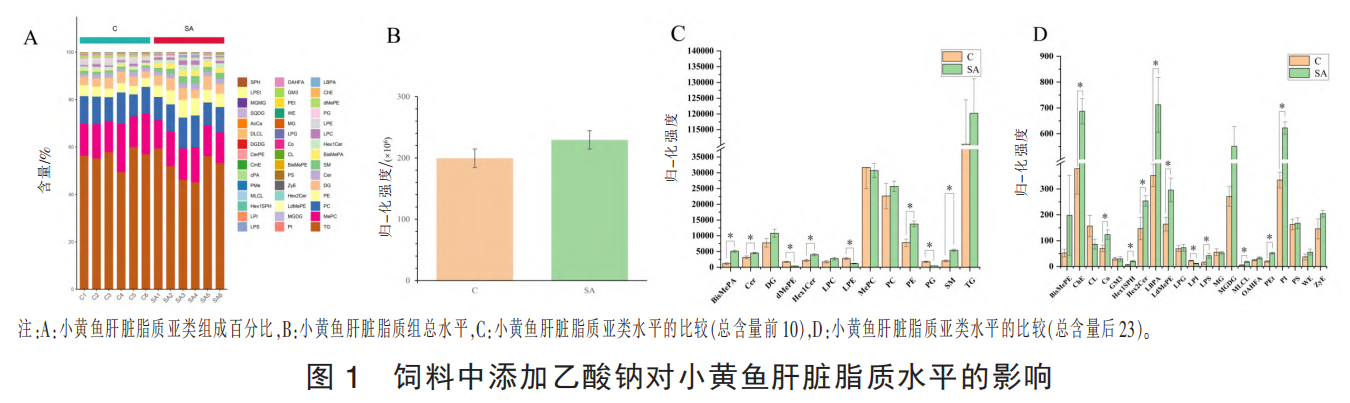 A
C
SA
含量/%
100
80
60
40
20
0
C1 C2 C3 C4 C5 C6 SA1 SA2 SA3 SA4 SA5 SA6
SPH OAHFA LBPA
LPEI GM3 ChE
MGMG PEt dMePE
SQDG WE PG
AcCa MG LPE
DLCL LPG LPC
DGDG Co Hex1Cer
CerPE CL BisMePA
CmE BisMePE SM
cPA PS Cer
PMe ZyE DG
MLCL Hex2Cer PE
Hex1SPH LdMePE PC
LPI MGDG MePC
LPS PI TG
B
归一化强度/(×10⁶)
300
200
100
0
C SA
C
归一化强度
140000
135000
130000
125000
120000
115000
35000
30000
25000
20000
15000
10000
5000
0
C
SA
* * * * * * * *
BisMePA Cer DG dMePE Hex1Cer LPC LPE MePC PC PE PG SM TG
D
归一化强度
900
800
700
600
300
200
100
0
C
SA
* * * * * * * * * * *
BisMePE ChE CL Co GM3 Hex1SPH Hex2Cer LBPA LdMePE LPG LPI LPS MG MGDG MLCL OAHFA PEt PI PS WE ZyE
注:A:小黄鱼肝脏脂质亚类组成百分比,B:小黄鱼肝脏脂质组总水平,C:小黄鱼肝脏脂质亚类水平的比较(总含量前10),D:小黄鱼肝脏脂质亚类水平的比较(总含量后23)。
图 1 饲料中添加乙酸钠对小黄鱼肝脏脂质水平的影响